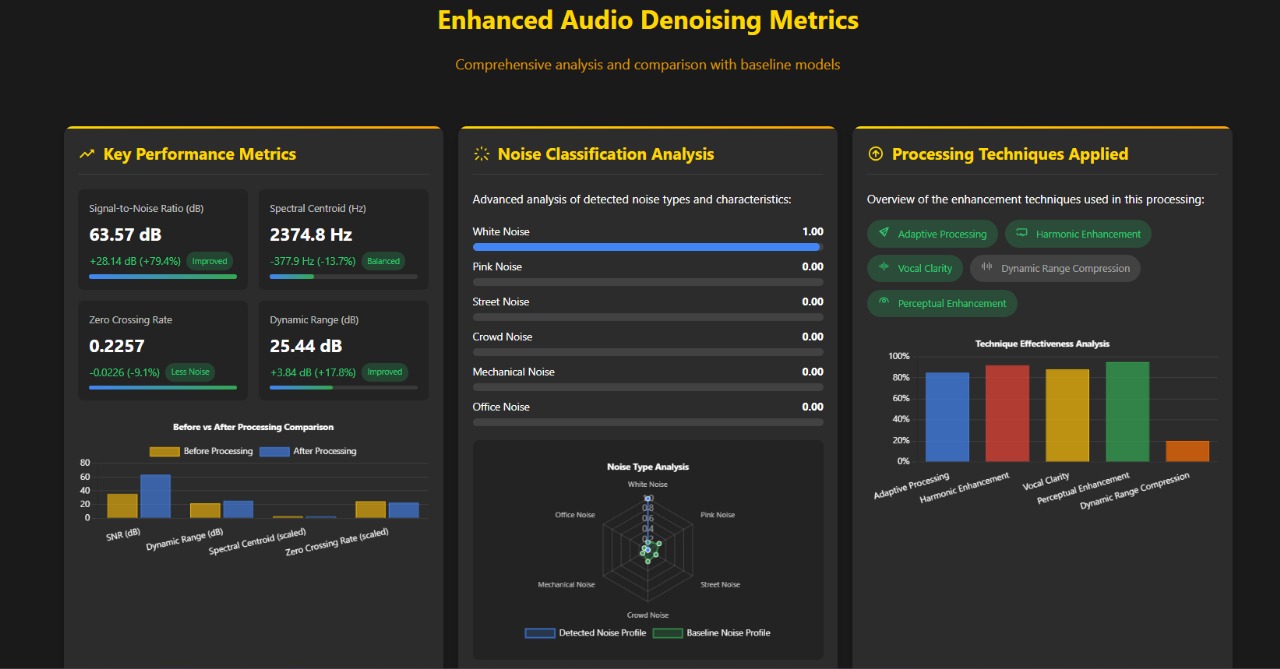 Enhanced Audio Denoising Metrics
Comprehensive analysis and comparison with baseline models
Key Performance Metrics
Signal-to-Noise Ratio (dB)
63.57 dB
+28.14 dB (+79.4%) Improved
Spectral Centroid (Hz)
2374.8 Hz
-377.9 Hz (-13.7%) Balanced
Zero Crossing Rate
0.2257
-0.0226 (-9.1%) Less Noise
Dynamic Range (dB)
25.44 dB
+3.84 dB (+17.8%) Improved
Before vs After Processing Comparison
Before Processing After Processing
80
60
40
20
0
SNR (dB)
Dynamic Range (dB)
Spectral Centroid (scaled)
Zero Crossing Rate (scaled)
Noise Classification Analysis
Advanced analysis of detected noise types and characteristics:
White Noise 1.00
Pink Noise 0.00
Street Noise 0.00
Crowd Noise 0.00
Mechanical Noise 0.00
Office Noise 0.00
Noise Type Analysis
White Noise
1.0
0.8
0.6
0.4
0.2
Office Noise Pink Noise
Mechanical Noise Street Noise
Crowd Noise
Detected Noise Profile Baseline Noise Profile
Processing Techniques Applied
Overview of the enhancement techniques used in this processing:
Adaptive Processing Harmonic Enhancement
Vocal Clarity Dynamic Range Compression
Perceptual Enhancement
Technique Effectiveness Analysis
100%
80%
60%
40%
20%
0%
Adaptive Processing
Harmonic Enhancement
Vocal Clarity
Perceptual Enhancement
Dynamic Range Compression